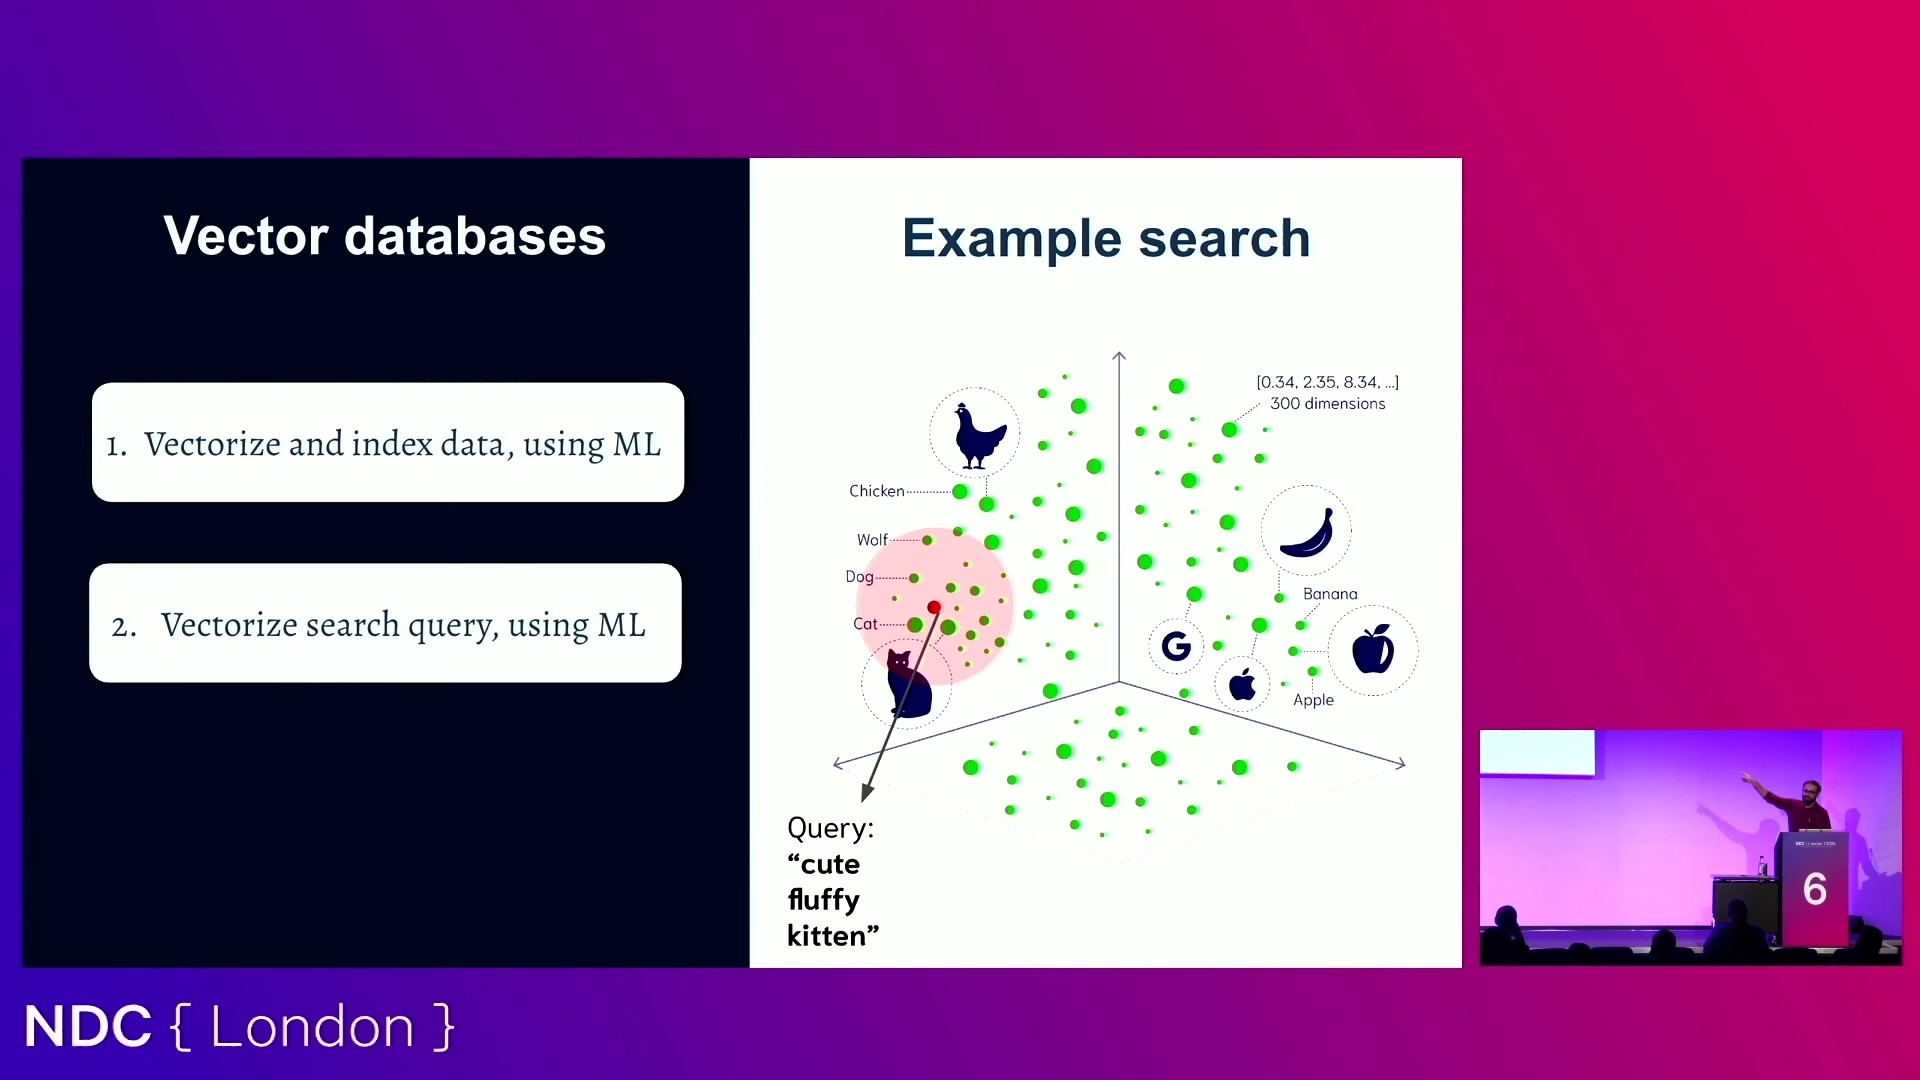 Vector databases
1. Vectorize and index data, using ML
2. Vectorize search query, using ML
Example search
[0.34, 2.35, 8.34, ...]
300 dimensions
Chicken
Wolf
Dog
Cat
Banana
Apple
G
Query:
“cute
fluffy
kitten”
6
NDC { London }